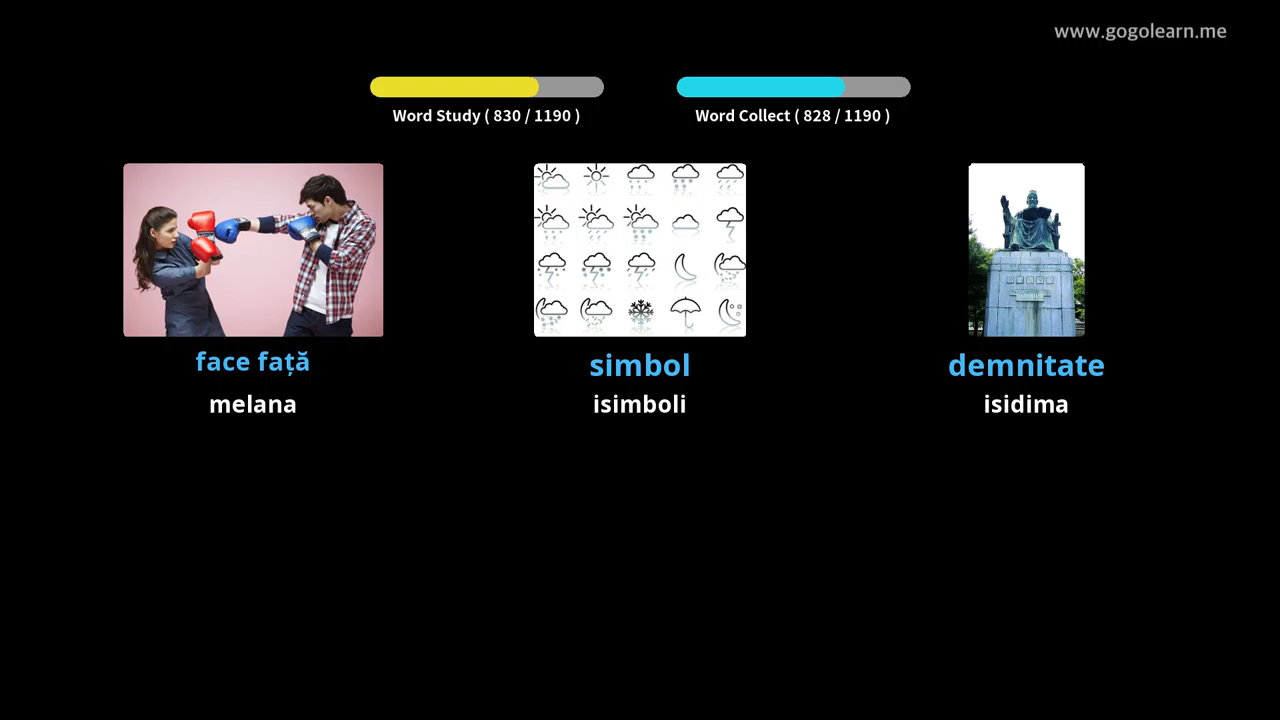 www.gogolearn.me
Word Study ( 830 / 1190 )
Word Collect ( 828 / 1190 )
face față
simbol
demnitate
melana
isimboli
isidima